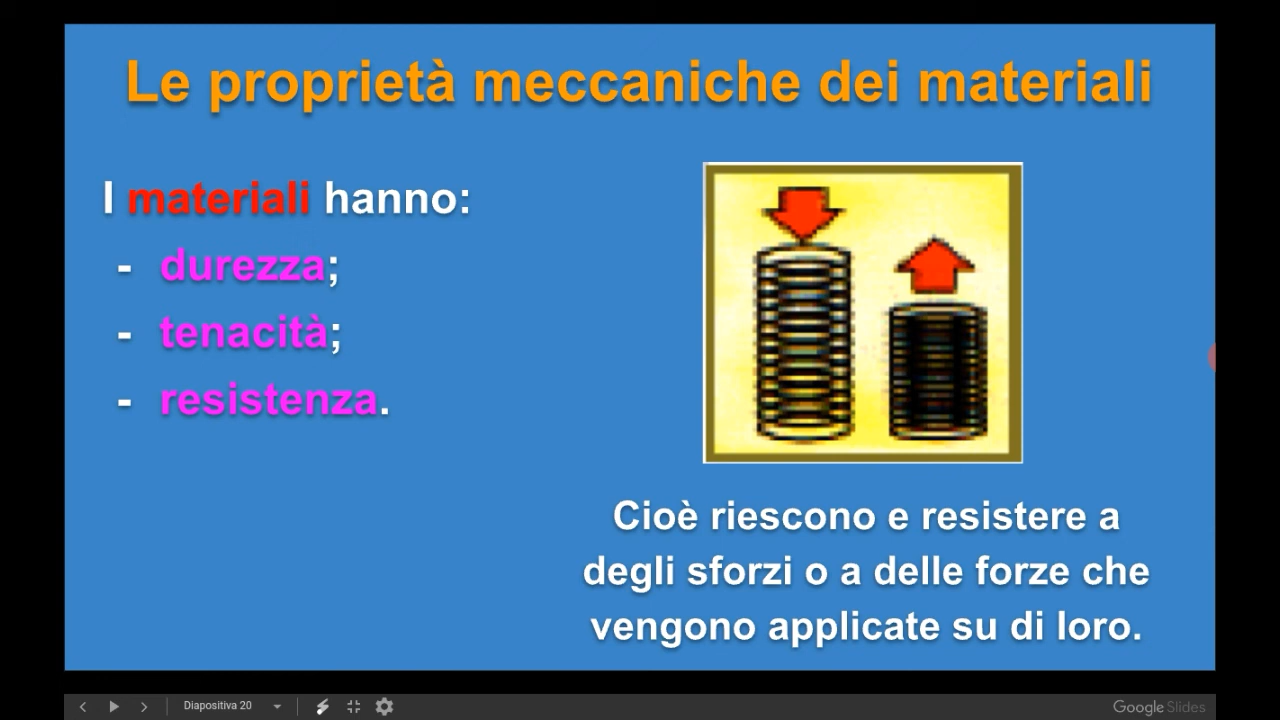 Le proprietà meccaniche dei materiali
I materiali hanno:
- durezza;
- tenacità;
- resistenza.
Cioè riescono e resistere a
degli sforzi o a delle forze che
vengono applicate su di loro.
Diapositiva 20
Google Slides